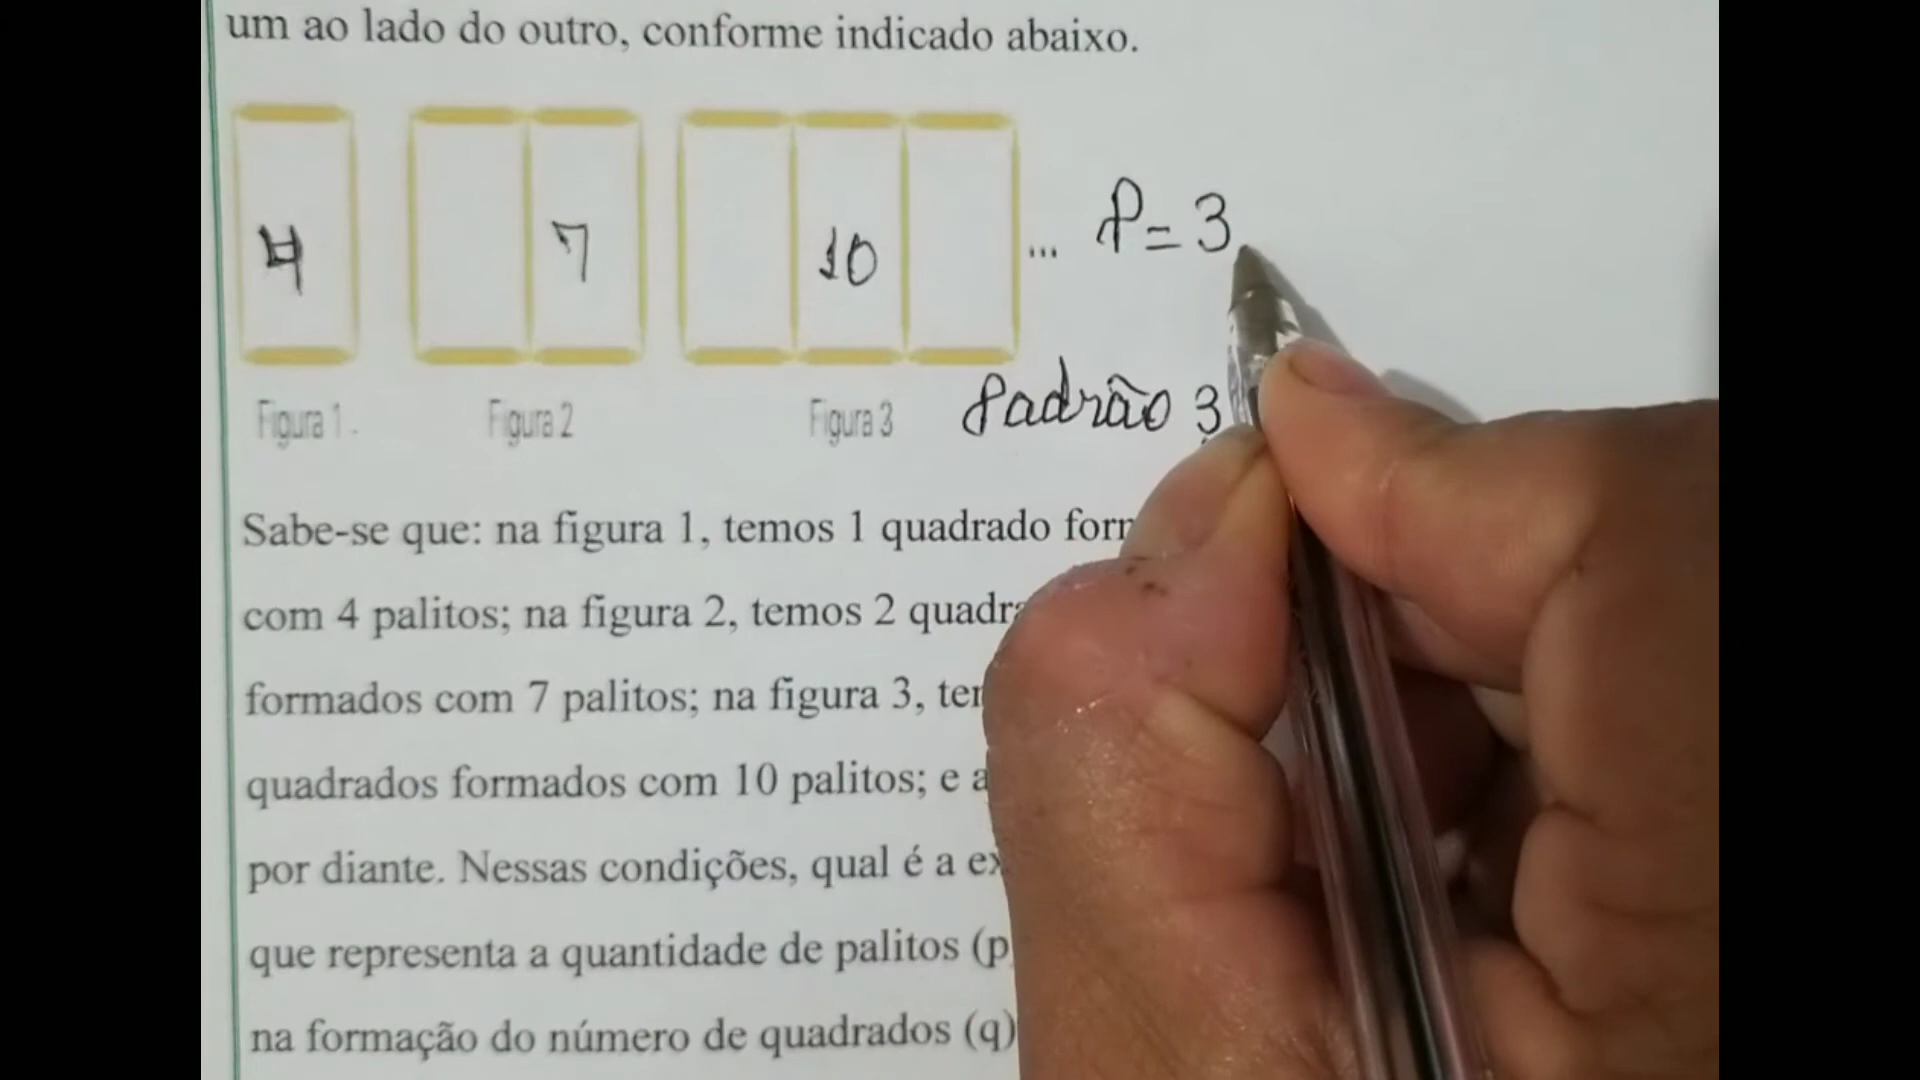 um ao lado do outro, conforme indicado abaixo.
4 7 10 ... P = 3
Figura 1 Figura 2 Figura 3 Padrão 3
Sabe-se que: na figura 1, temos 1 quadrado
com 4 palitos; na figura 2, temos 2
formados com 7 palitos; na figura 3,
quadrados formados com 10 palitos; e
por diante. Nessas condições, qual é a
que representa a quantidade de palitos (p
na formação do número de quadrados (q)